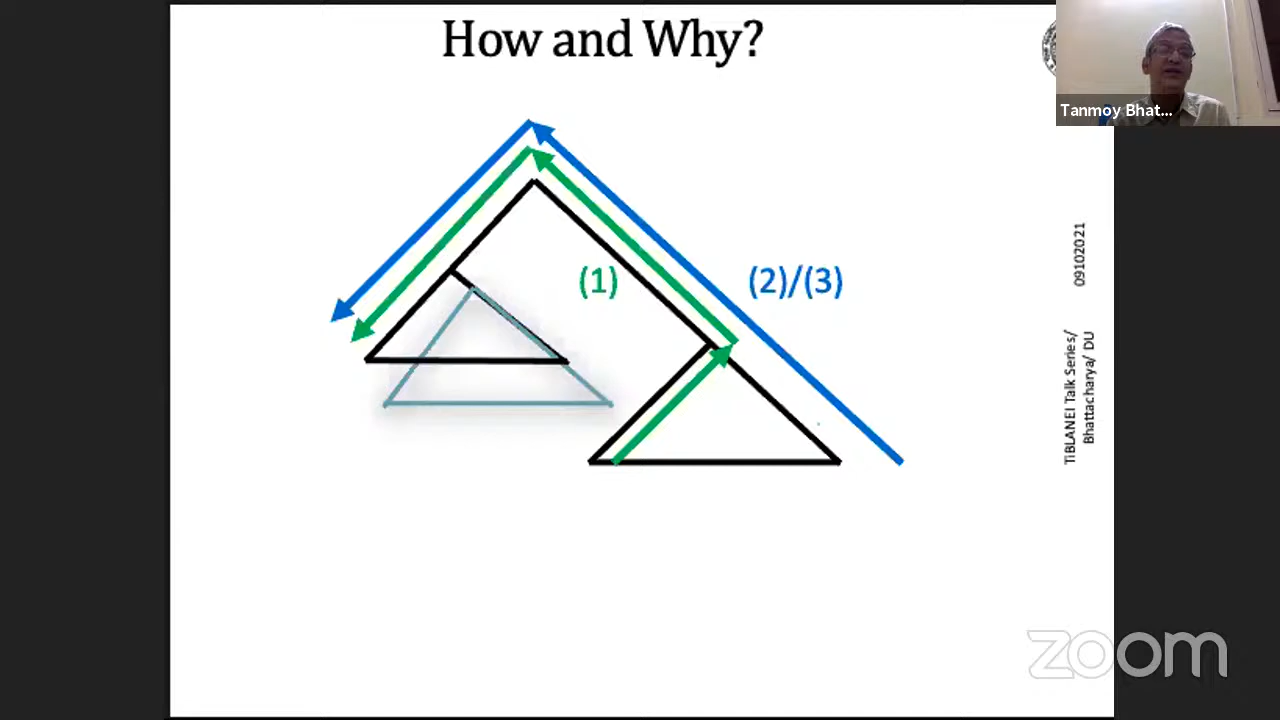 How and Why?
Tanmoy Bhat...
(1)
(2)/(3)
TiBLANEI Talk Series/ 09102021
Bhattacharya/ DU
zoom